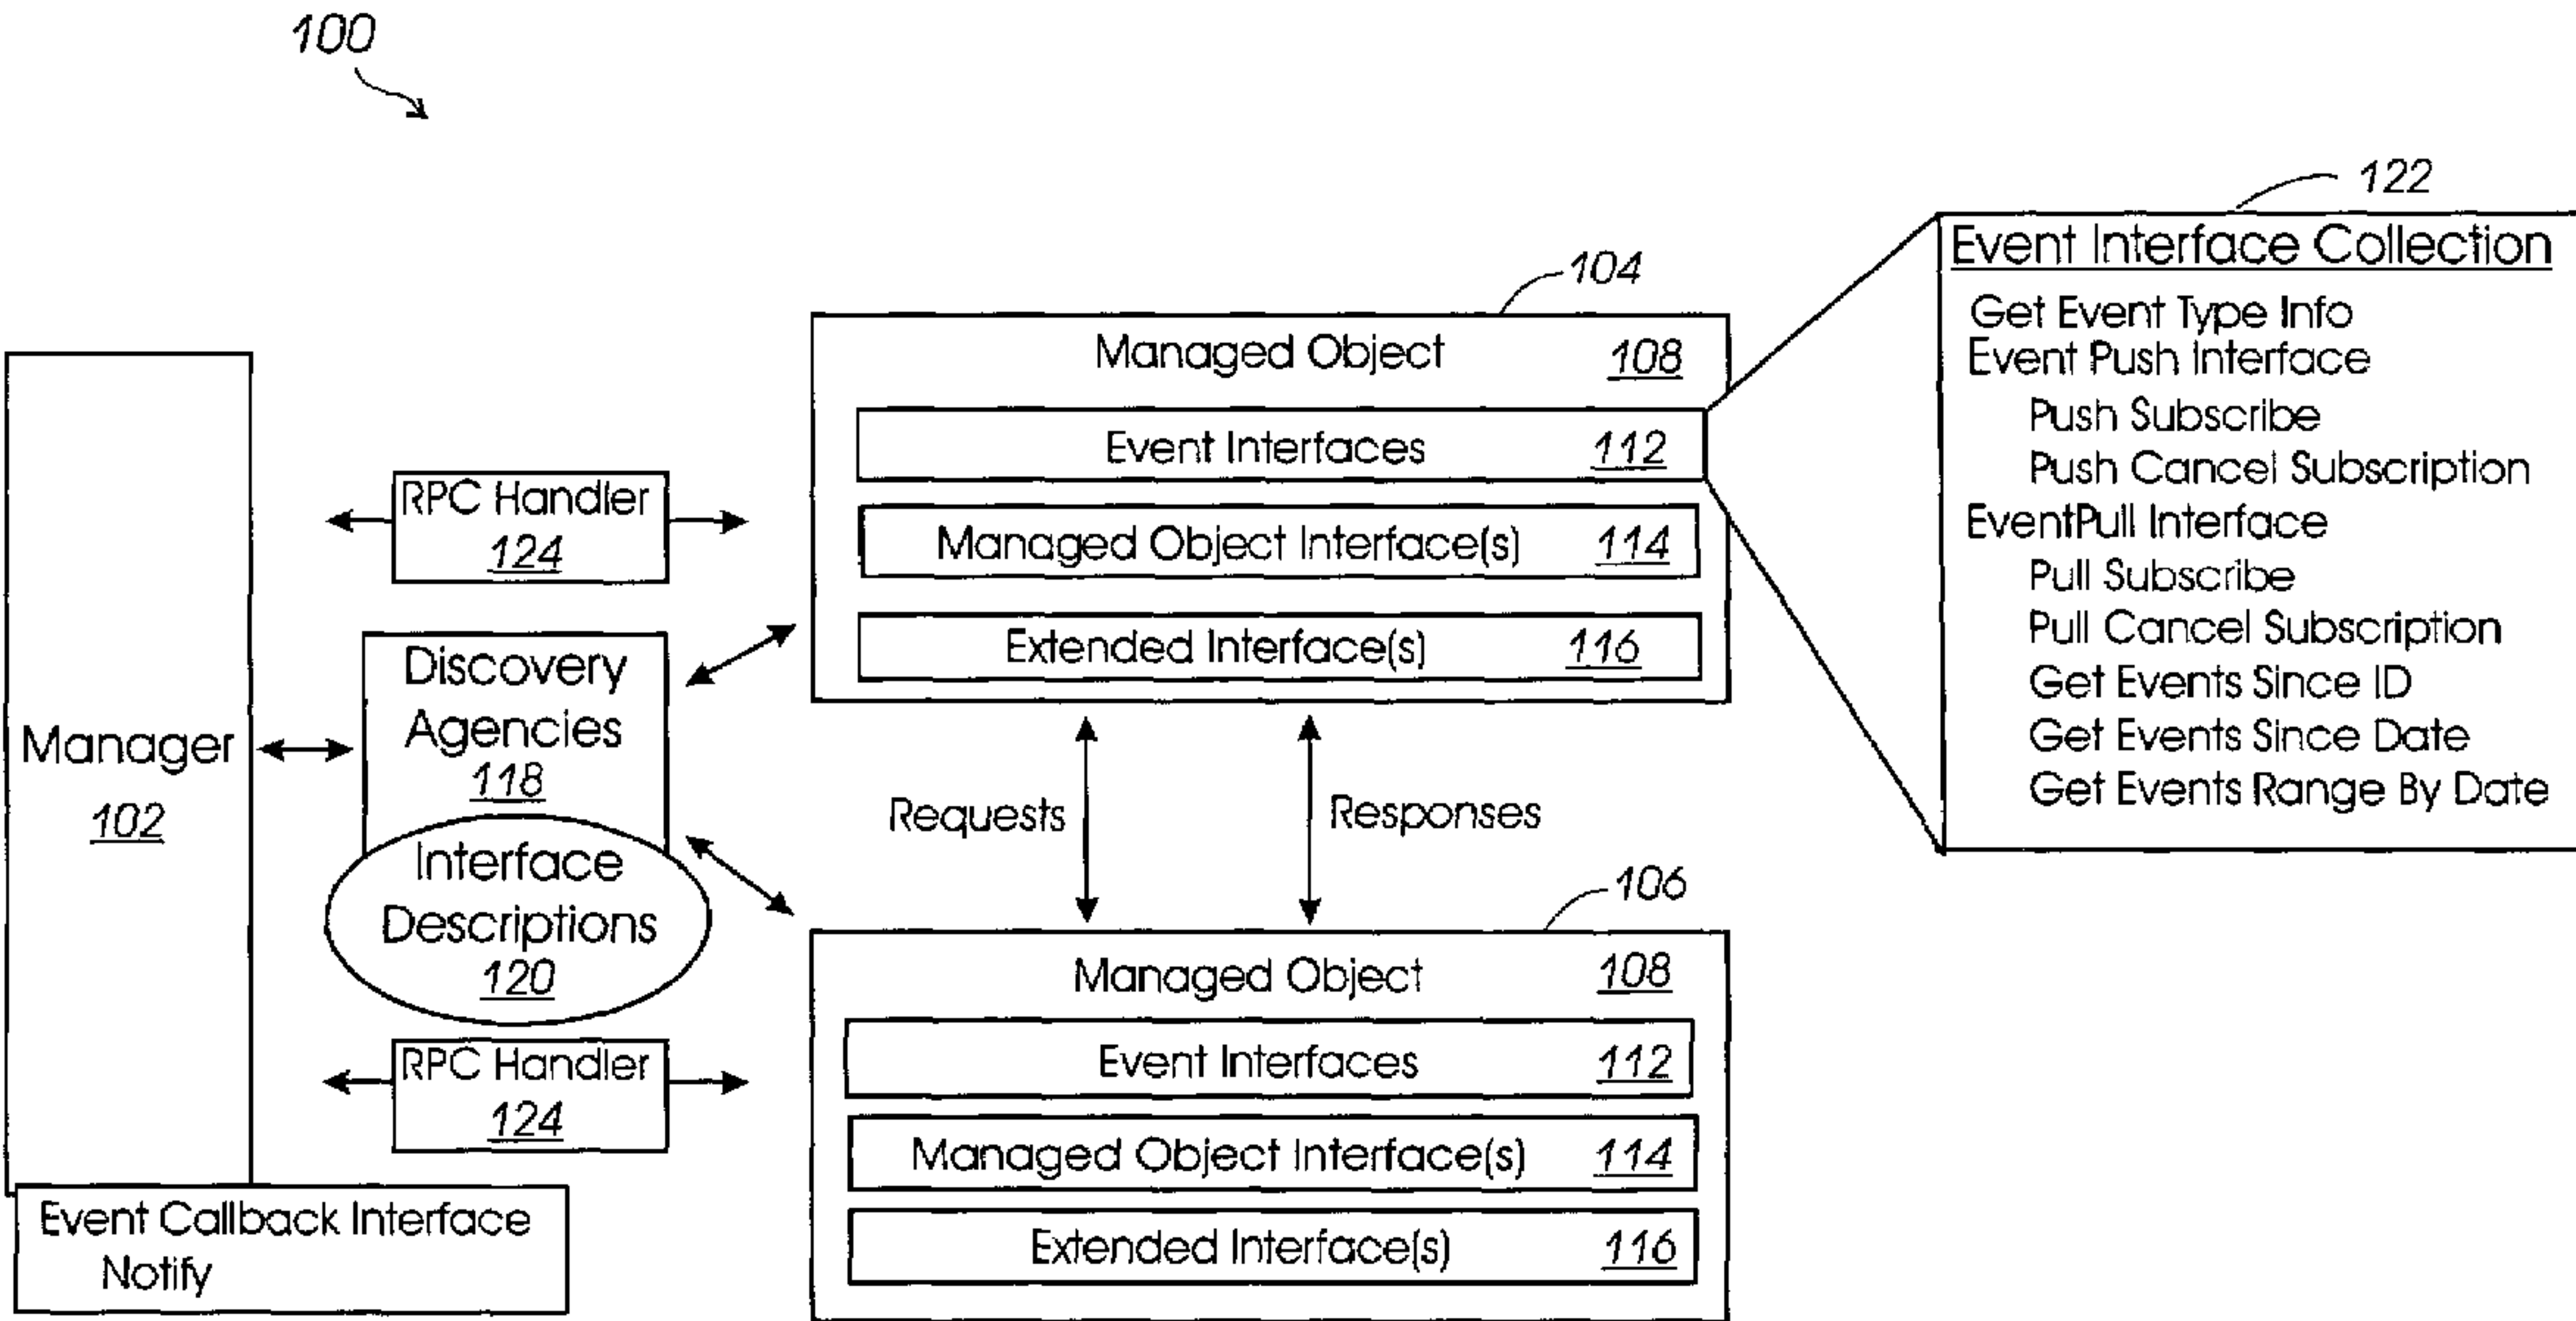 100
122
Event Interface Collection
Get Event Type Info
Event Push Interface
Push Subscribe
Push Cancel Subscription
EventPull Interface
Pull Subscribe
Pull Cancel Subscription
Get Events Since ID
Get Events Since Date
Get Events Range By Date
104
Managed Object 108
Event Interfaces 112
Managed Object Interface(s) 114
Extended Interface(s) 116
RPC Handler
124
Discovery
Agencies
118
Interface
Descriptions
120
Manager
102
Requests
Responses
106
Managed Object 108
Event Interfaces 112
Managed Object Interface(s) 114
Extended Interface(s) 116
RPC Handler
124
Event Callback Interface
Notify